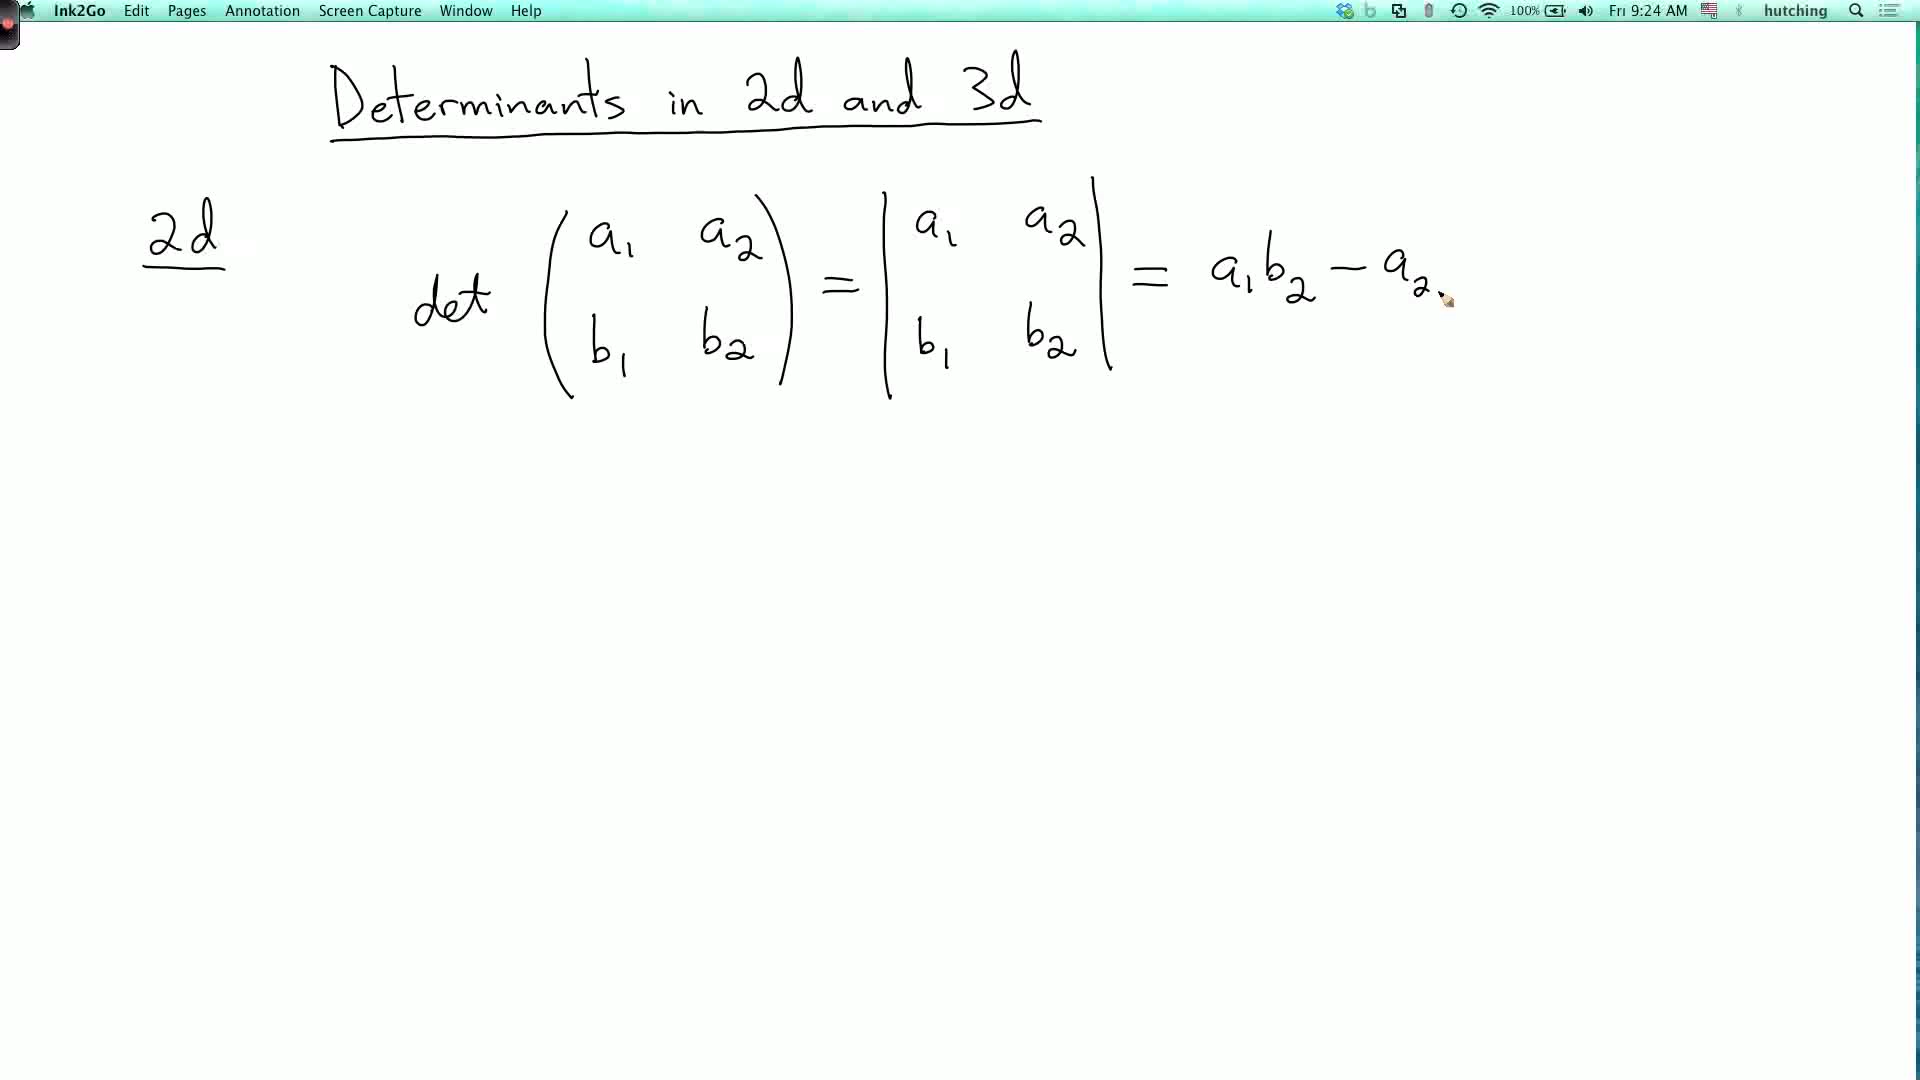 Ink2Go Edit Pages Annotation Screen Capture Window Help 100% Fri 9:24 AM hutching
Determinants in 2d and 3d
2d
det ( a₁ a₂ ) = | a₁ a₂ | = a₁b₂ − a₂
( b₁ b₂ ) | b₁ b₂ |